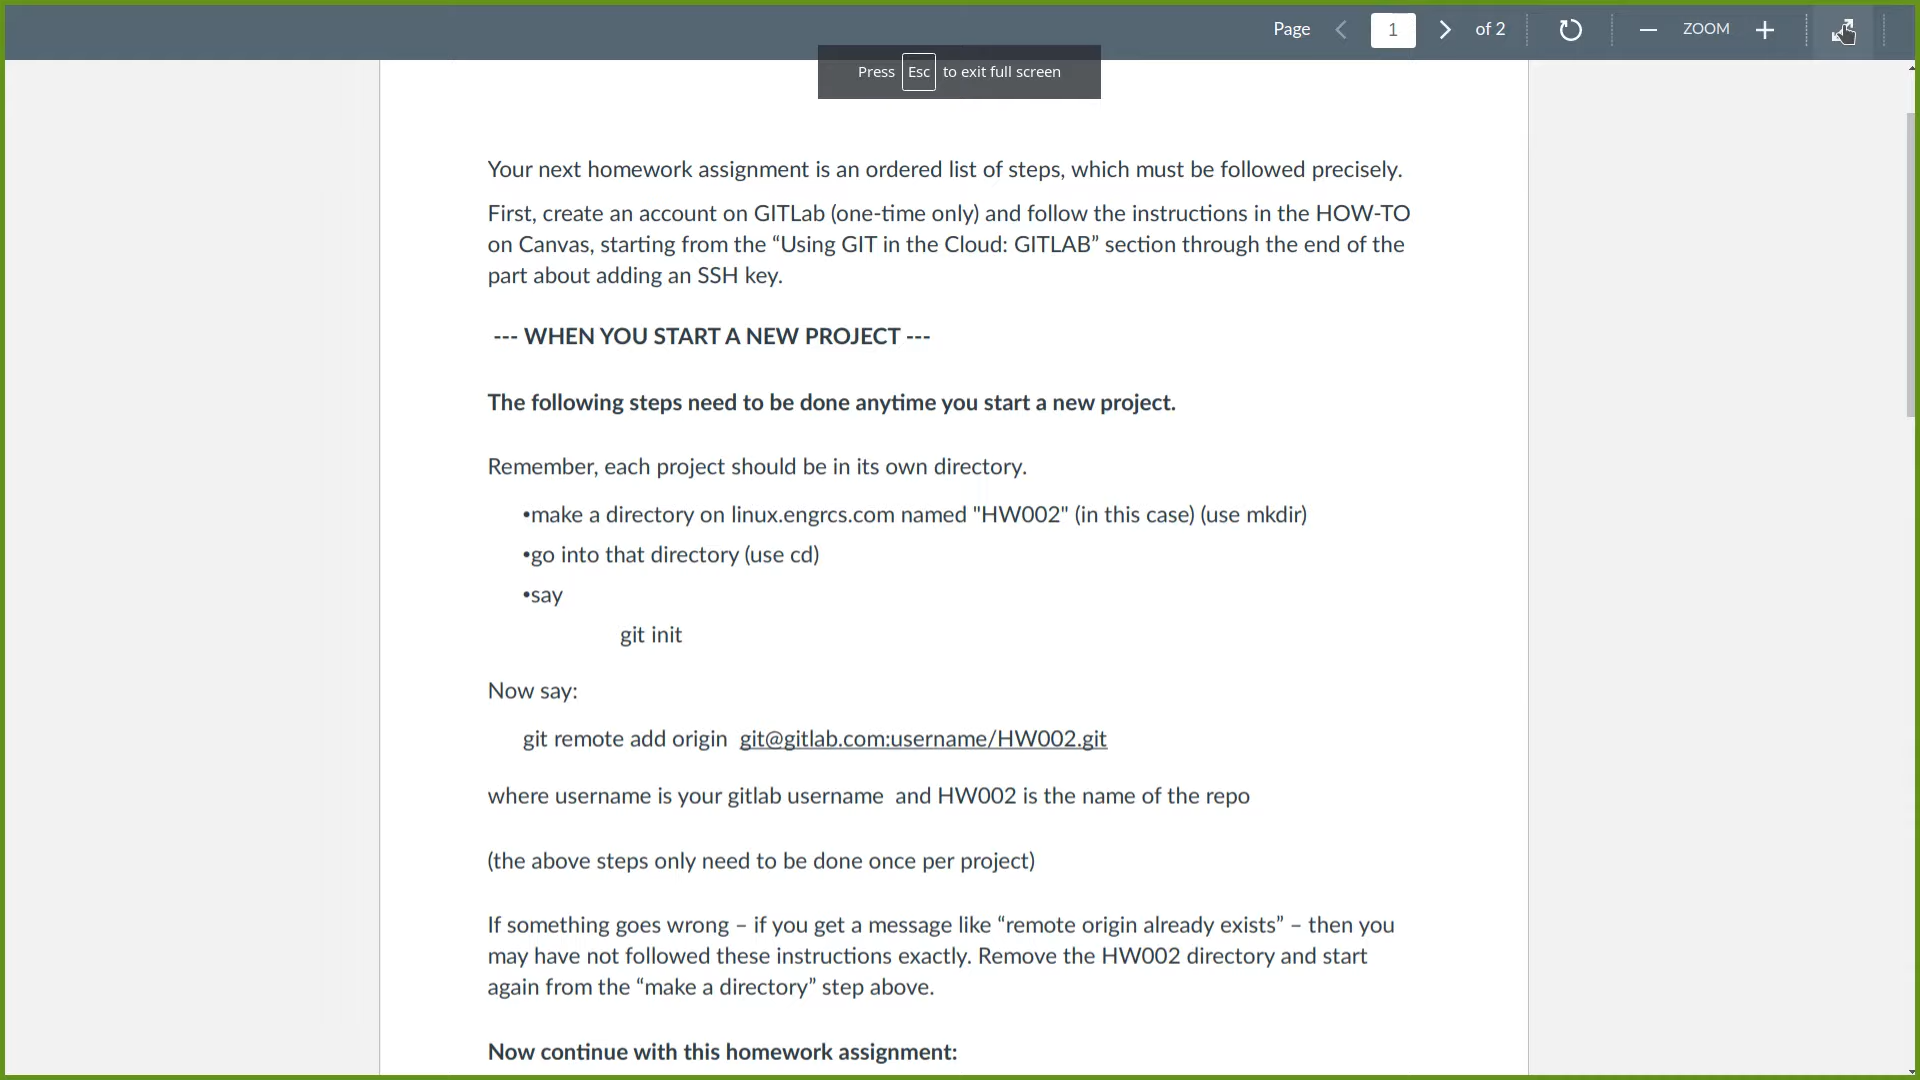 Page 1 of 2 ZOOM
Press Esc to exit full screen
Your next homework assignment is an ordered list of steps, which must be followed precisely.
First, create an account on GITLab (one-time only) and follow the instructions in the HOW-TO
on Canvas, starting from the “Using GIT in the Cloud: GITLAB” section through the end of the
part about adding an SSH key.
--- WHEN YOU START A NEW PROJECT ---
The following steps need to be done anytime you start a new project.
Remember, each project should be in its own directory.
•make a directory on linux.engrcs.com named "HW002" (in this case) (use mkdir)
•go into that directory (use cd)
•say
git init
Now say:
git remote add origin  git@gitlab.com:username/HW002.git
where username is your gitlab username  and HW002 is the name of the repo
(the above steps only need to be done once per project)
If something goes wrong – if you get a message like “remote origin already exists” – then you
may have not followed these instructions exactly. Remove the HW002 directory and start
again from the “make a directory” step above.
Now continue with this homework assignment: